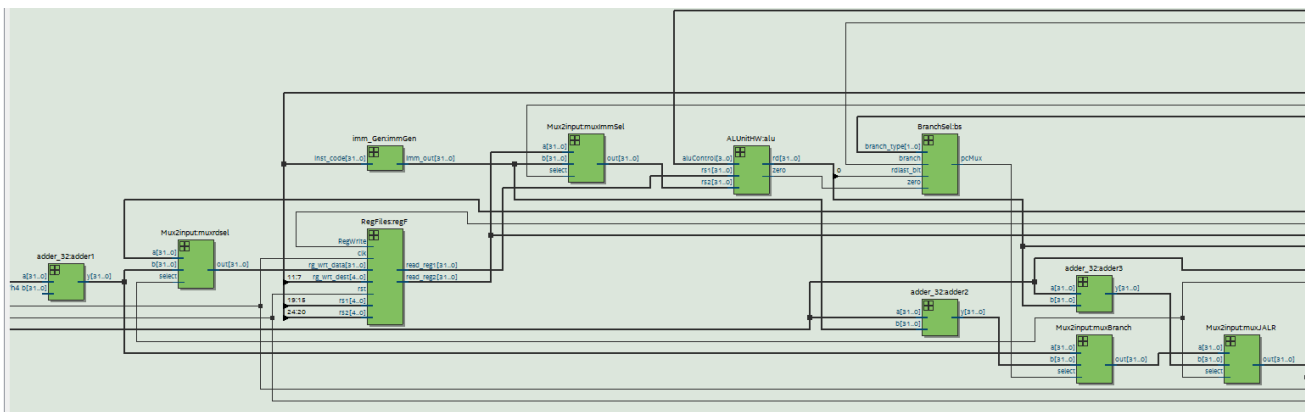 adder_32:adder1
a[31..0]
h4 b[31..0]
y[31..0]
Mux2input:muxrdsel
a[31..0]
b[31..0]
select
out[31..0]
imm_Gen:immGen
inst_code[31..0]
imm_out[31..0]
RegFiles:regF
RegWrite
clk
rg_wrt_data[31..0]
11:7
rg_wrt_dest[4..0]
rst
19:15
rs1[4..0]
24:20
rs2[4..0]
read_reg1[31..0]
read_reg2[31..0]
Mux2input:muxImmSel
a[31..0]
b[31..0]
select
out[31..0]
ALUnitHW:alu
aluControl[3..0]
rs1[31..0]
rs2[31..0]
rd[31..0]
zero
BranchSel:bs
branch_type[1..0]
branch
0
rdlast_bit
zero
pcMux
adder_32:adder2
a[31..0]
b[31..0]
y[31..0]
adder_32:adder3
a[31..0]
b[31..0]
y[31..0]
Mux2input:muxBranch
a[31..0]
b[31..0]
select
out[31..0]
Mux2input:muxJALR
a[31..0]
b[31..0]
select
out[31..0]